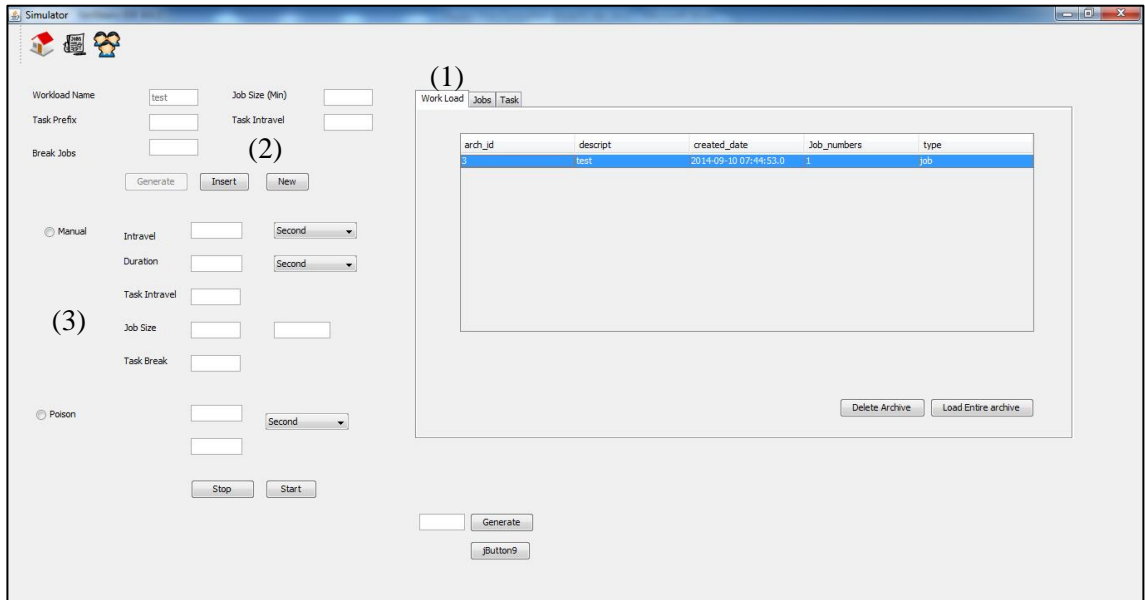 Simulator
(1)
Workload Name test Job Size (Min)
Task Prefix Task Intravel
Break Jobs (2)
Generate Insert New
Manual Intravel Second
Duration Second
Task Intravel
(3) Job Size
Task Break
Poison Second
Stop Start
Work Load Jobs Task
arch_id descript created_date Job_numbers type
3 test 2014-09-10 07:44:53.0 1 job
Delete Archive Load Entire archive
Generate
jButton9